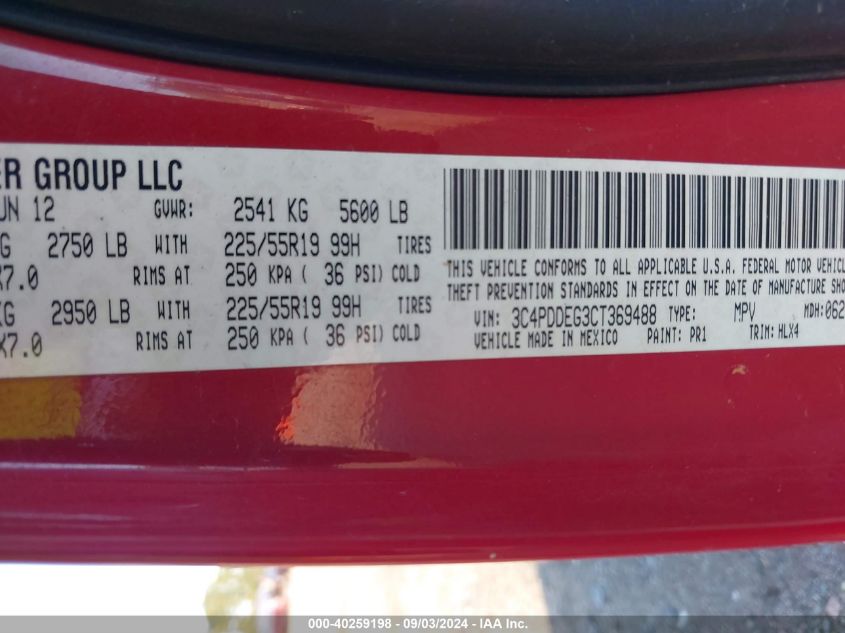 ER GROUP LLC
UN 12 GVWR: 2541 KG 5600 LB
G 2750 LB WITH 225/55R19 99H TIRES
X7.0 RIMS AT 250 KPA ( 36 PSI) COLD
KG 2950 LB WITH 225/55R19 99H TIRES
X7.0 RIMS AT 250 KPA ( 36 PSI) COLD
THIS VEHICLE CONFORMS TO ALL APPLICABLE U.S.A. FEDERAL MOTOR VEHICL
THEFT PREVENTION STANDARDS IN EFFECT ON THE DATE OF MANUFACTURE SHO
VIN: 3C4PDDEG3CT369488 TYPE: MPV MDH:062
VEHICLE MADE IN MEXICO PAINT: PR1 TRIM: HLX4
000-40259198 - 09/03/2024 - IAA Inc.